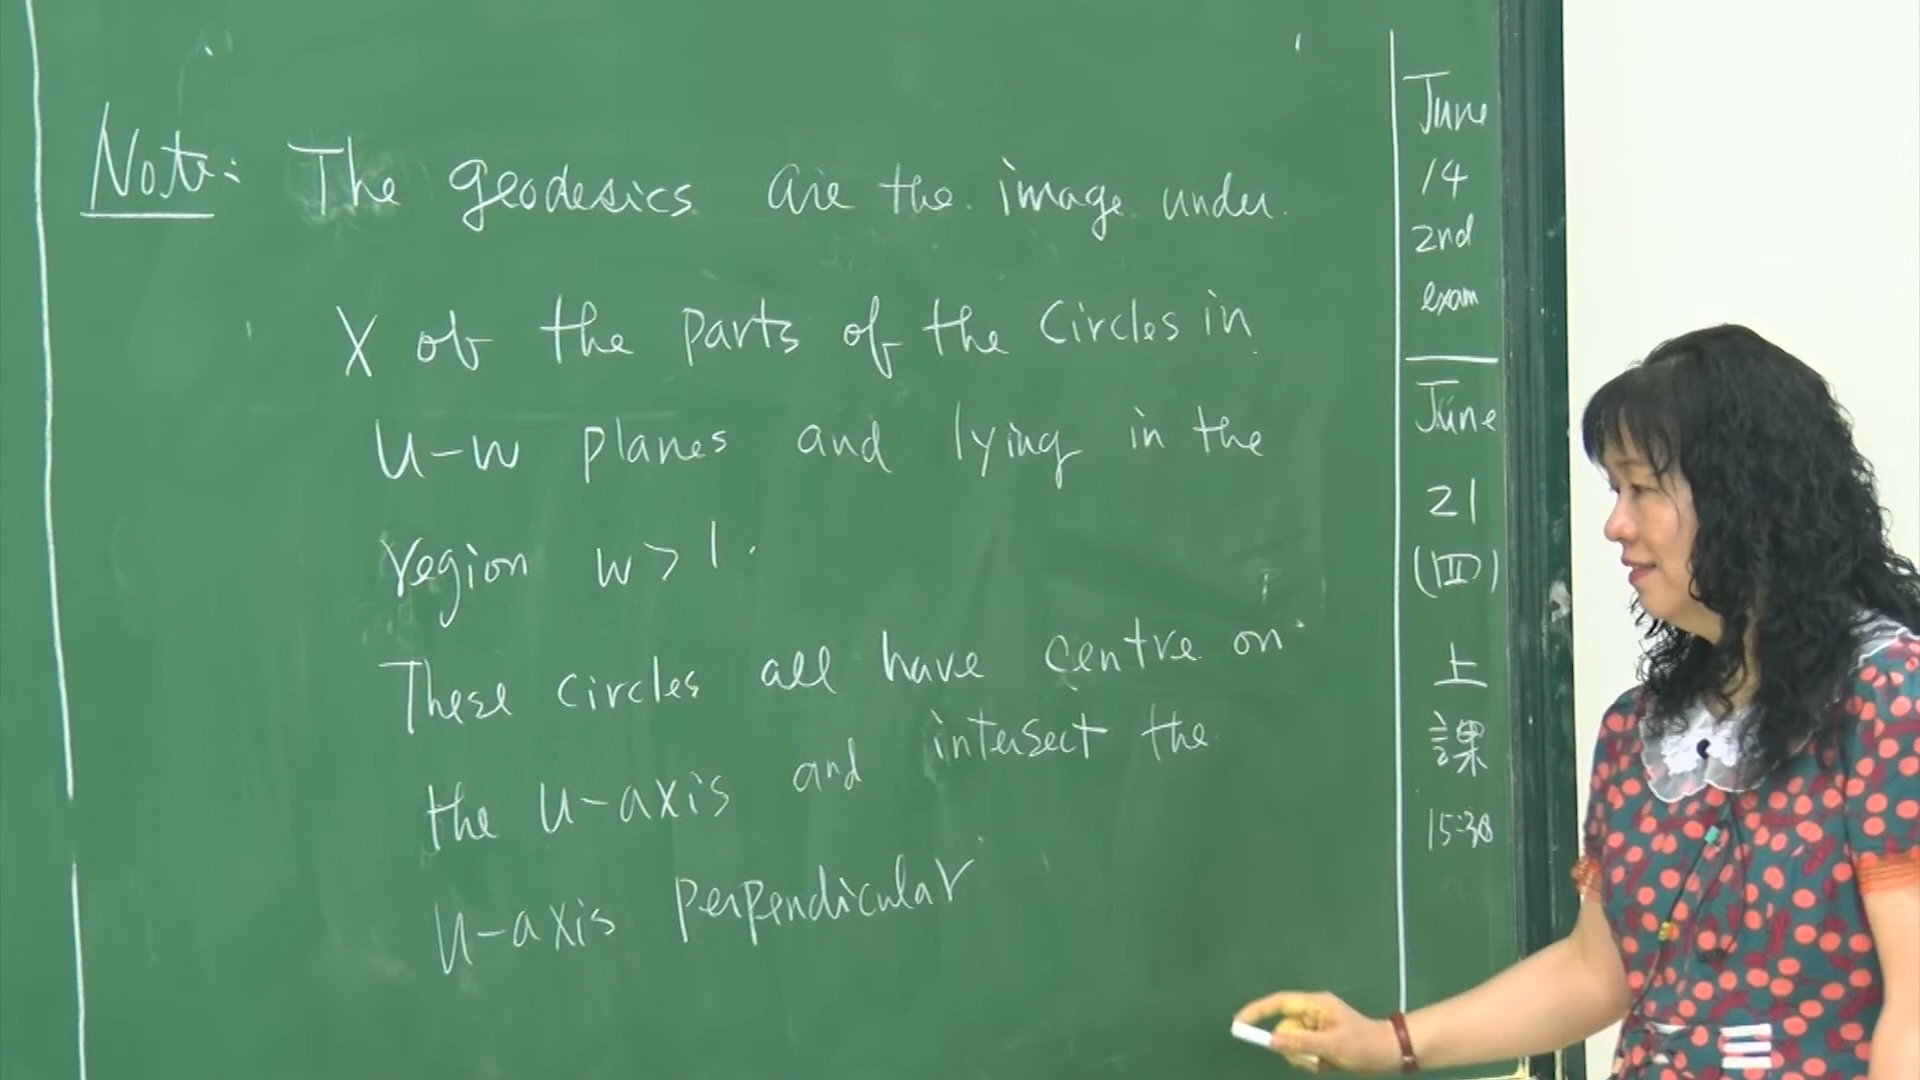 Note: The geodesics are the image under
X of the parts of the circles in
u-w planes and lying in the
region w > 1.
These circles all have centre on
the u-axis and intersect the
u-axis perpendicular
June
14
2nd
exam
June
21
(四)
上
課
15:30